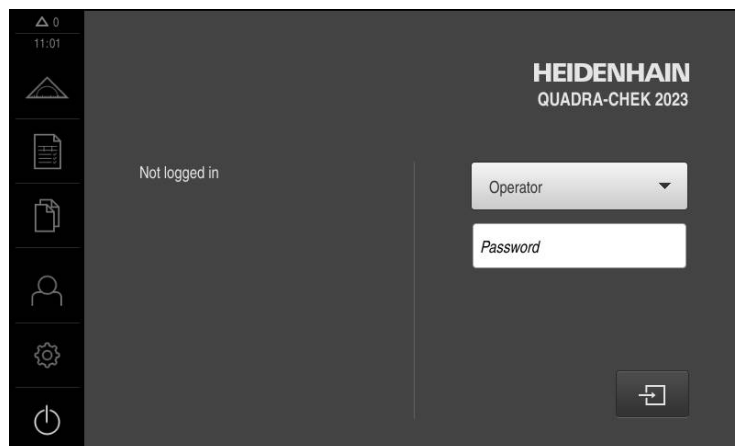 0
11:01
HEIDENHAIN
QUADRA-CHEK 2023
Not logged in
Operator
Password